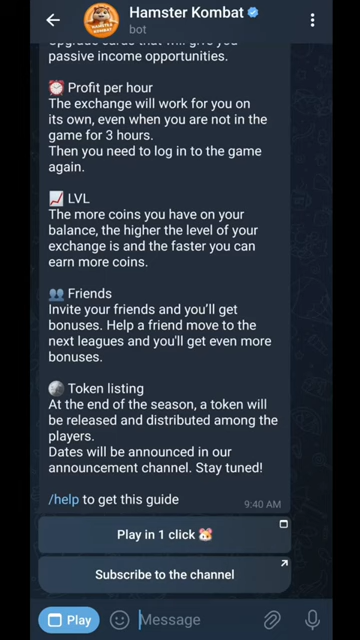 Hamster Kombat
bot
Upgrade cards that will give you
passive income opportunities.
⏰ Profit per hour
The exchange will work for you on
its own, even when you are not in the
game for 3 hours.
Then you need to log in to the game
again.
📈 LVL
The more coins you have on your
balance, the higher the level of your
exchange is and the faster you can
earn more coins.
👥 Friends
Invite your friends and you'll get
bonuses. Help a friend move to the
next leagues and you'll get even more
bonuses.
🌕 Token listing
At the end of the season, a token will
be released and distributed among the
players.
Dates will be announced in our
announcement channel. Stay tuned!
/help to get this guide
9:40 AM
Play in 1 click 🐹
Subscribe to the channel
Play
Message